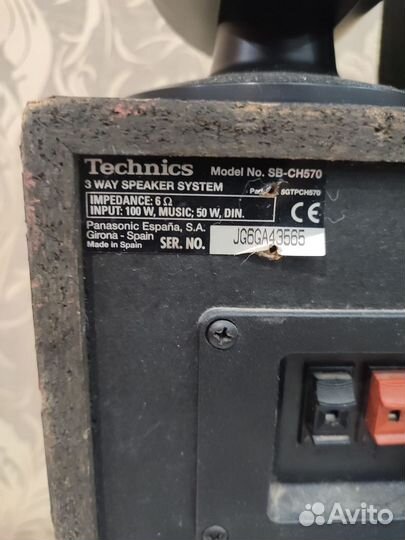 Technics Model No. SB-CH570
3 WAY SPEAKER SYSTEM Part SGTPCH570
IMPEDANCE: 6 Ω
INPUT: 100 W, MUSIC; 50 W, DIN. CE
Panasonic España, S.A.
Girona - Spain
Made in Spain SER. NO. JG6GA43565
Avito